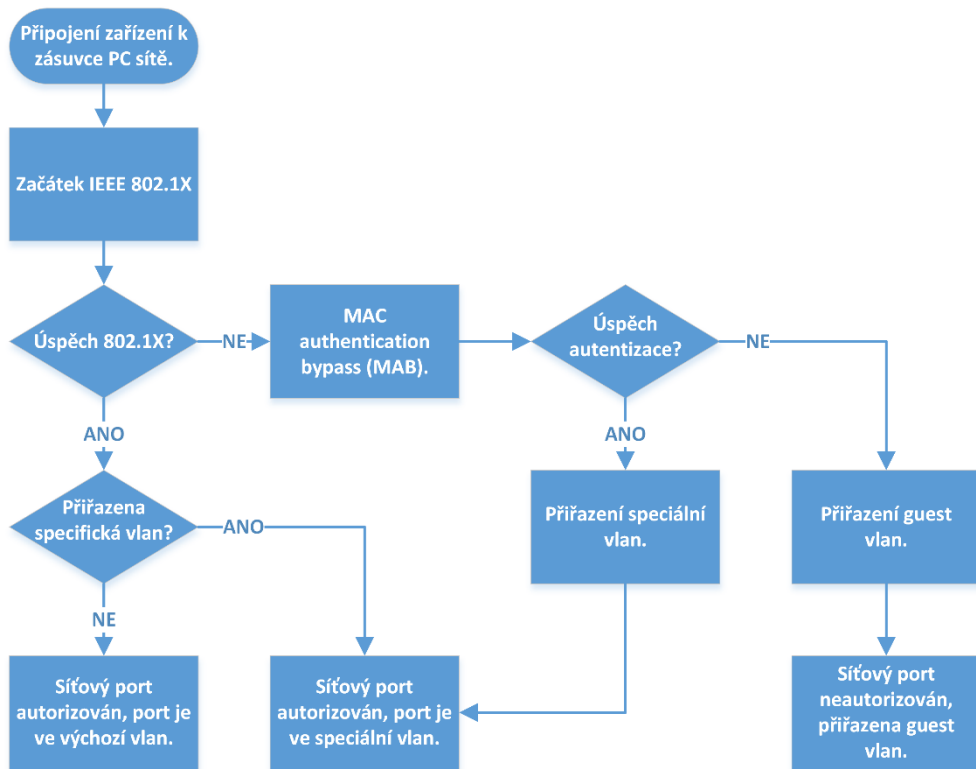 Připojení zařízení k
zásuvce PC sítě.
Začátek IEEE 802.1X
Úspěch 802.1X?
NE
MAC
authentication
bypass (MAB).
Úspěch
autentizace?
NE
ANO
ANO
Přiřazena
specifická vlan?
ANO
Přiřazení speciální
vlan.
Přiřazení guest
vlan.
NE
Síťový port
autorizován, port je
ve výchozí vlan.
Síťový port
autorizován, port je
ve speciální vlan.
Síťový port
neautorizován,
přiřazena guest
vlan.